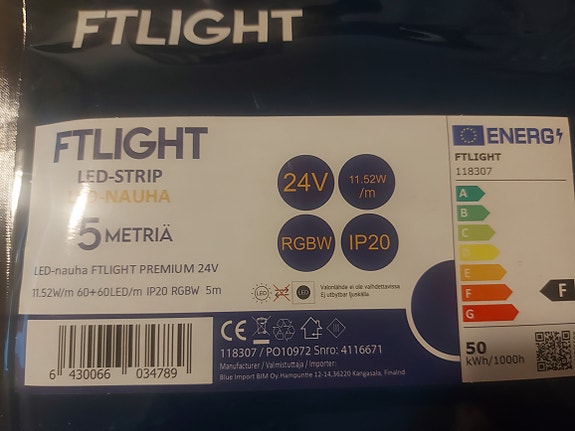 FTLIGHT
FTLIGHT
LED-STRIP
LED-NAUHA
5 METRIÄ
24V
11.52W
/m
RGBW
IP20
LED-nauha FTLIGHT PREMIUM 24V
11.52W/m 60+60LED/m IP20 RGBW 5m
LED
LED
Valonlähde ei ole vaihdettavissa
Ej utbytbar ljuskälla
CE
118307 / PO10972 Snro: 4116671
Manufacturer / Valmistuttaja / Importer:
Blue Import BIM Oy. Hampuntie 12-14, 36220 Kangasala, Fnialnd
6 430066 034789
ENERG
FTLIGHT
118307
A
B
C
D
E
F
G
F
50
kWh/1000h